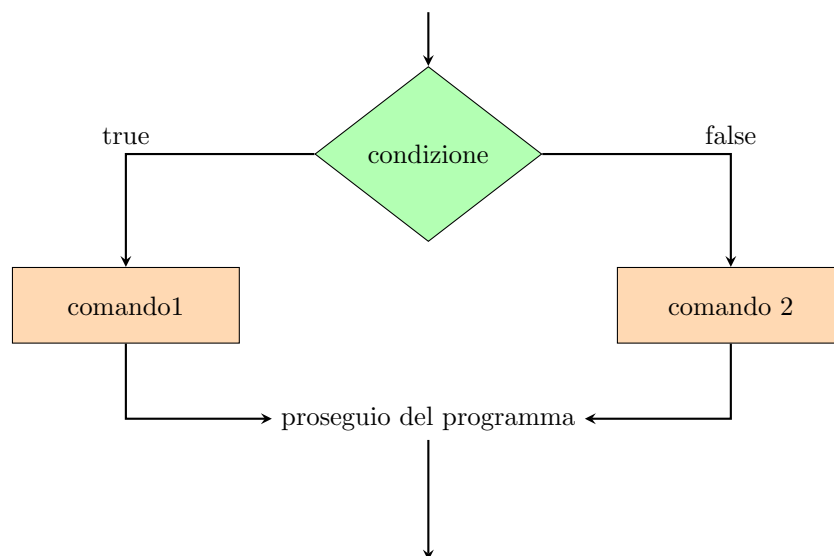 condizione
true
false
comando1
comando 2
proseguio del programma